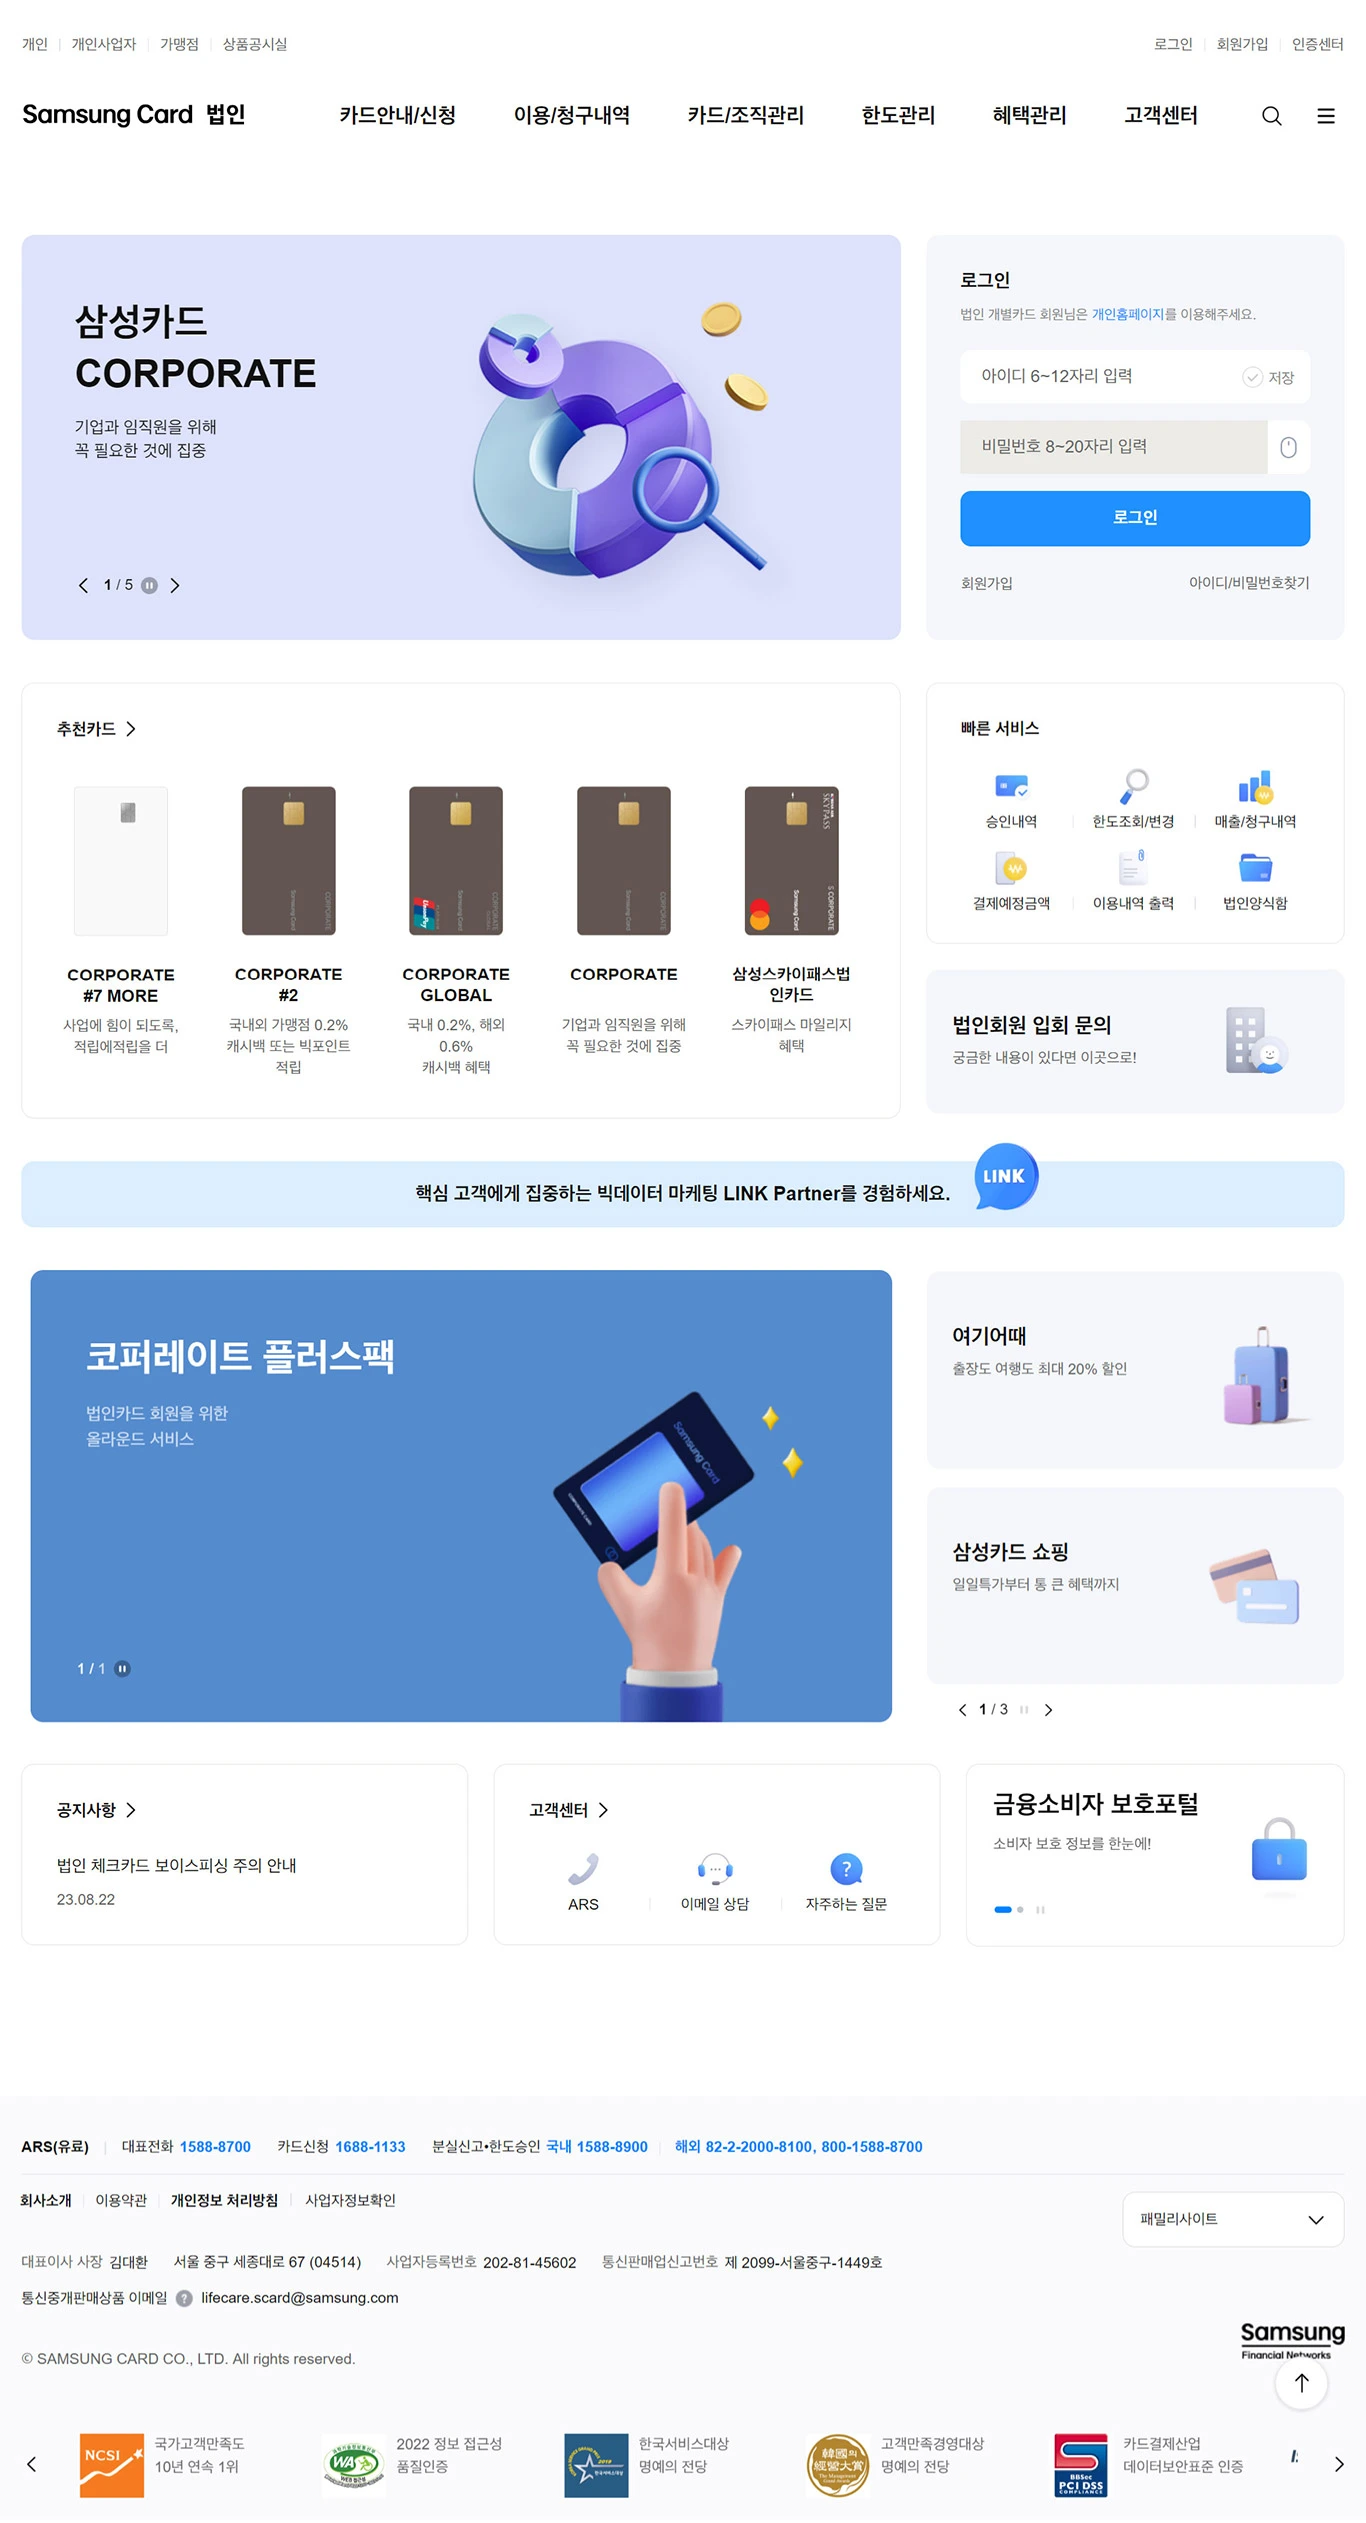 개인 개인사업자 가맹점 상품공시실
로그인 회원가입 인증센터
Samsung Card 법인
카드안내/신청 이용/청구내역 카드/조직관리 한도관리 혜택관리 고객센터
삼성카드
CORPORATE
기업과 임직원을 위해
꼭 필요한 것에 집중
1 / 5
로그인
법인 개별카드 회원님은 개인홈페이지를 이용해주세요.
아이디 6~12자리 입력
저장
비밀번호 8~20자리 입력
로그인
회원가입
아이디/비밀번호찾기
추천카드
CORPORATE
Samsung Card
UnionPay
CORPORATE
Samsung Card
CORPORATE
Samsung Card
SKYPASS
S CORPORATE
Samsung Card
CORPORATE
#7 MORE
사업에 힘이 되도록,
적립에적립을 더
CORPORATE
#2
국내외 가맹점 0.2%
캐시백 또는 빅포인트
적립
CORPORATE
GLOBAL
국내 0.2%, 해외
0.6%
캐시백 혜택
CORPORATE
기업과 임직원을 위해
꼭 필요한 것에 집중
삼성스카이패스법
인카드
스카이패스 마일리지
혜택
빠른 서비스
승인내역
한도조회/변경
매출/청구내역
결제예정금액
이용내역 출력
법인양식함
법인회원 입회 문의
궁금한 내용이 있다면 이곳으로!
핵심 고객에게 집중하는 빅데이터 마케팅 LINK Partner를 경험하세요.
LINK
코퍼레이트 플러스팩
법인카드 회원을 위한
올라운드 서비스
Samsung Card
1 / 1
여기어때
출장도 여행도 최대 20% 할인
삼성카드 쇼핑
일일특가부터 통 큰 혜택까지
1 / 3
공지사항
법인 체크카드 보이스피싱 주의 안내
23.08.22
고객센터
ARS
이메일 상담
자주하는 질문
금융소비자 보호포털
소비자 보호 정보를 한눈에!
ARS(유료) 대표전화 1588-8700 카드신청 1688-1133 분실신고•한도승인 국내 1588-8900 해외 82-2-2000-8100, 800-1588-8700
회사소개 이용약관 개인정보 처리방침 사업자정보확인
패밀리사이트
대표이사 사장 김대환 서울 중구 세종대로 67 (04514) 사업자등록번호 202-81-45602 통신판매업신고번호 제 2099-서울중구-1449호
통신중개판매상품 이메일 ? lifecare.scard@samsung.com
Samsung
Financial Networks
© SAMSUNG CARD CO., LTD. All rights reserved.
NCSI
국가고객만족도
10년 연속 1위
WA
2022 정보 접근성
품질인증
한국서비스대상
명예의 전당
韓國의
經營大賞
고객만족경영대상
명예의 전당
BBSec
PCI DSS
COMPLIANCE
카드결제산업
데이터보안표준 인증